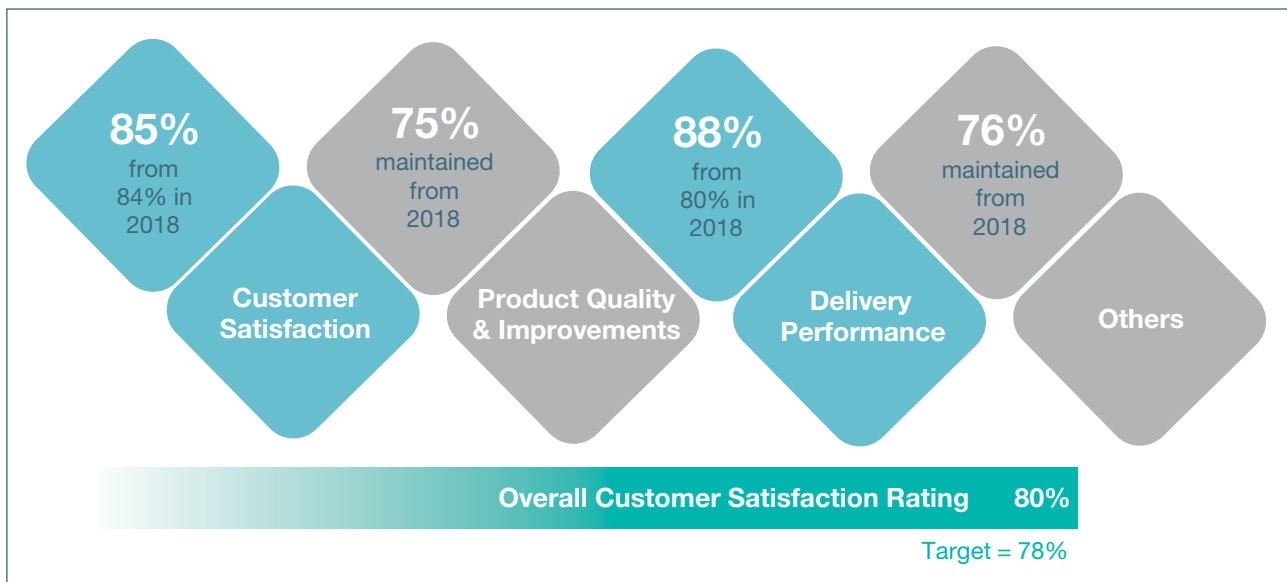 85%
from
84% in
2018
Customer
Satisfaction
75%
maintained
from
2018
Product Quality
& Improvements
88%
from
80% in
2018
Delivery
Performance
76%
maintained
from
2018
Others
Overall Customer Satisfaction Rating 80%
Target = 78%